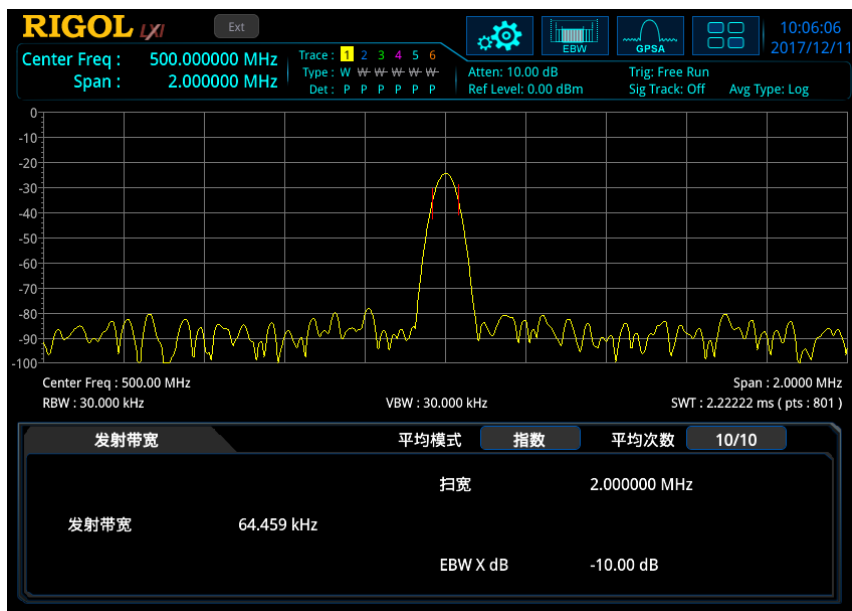 RIGOL LXI Ext 10:06:06
EBW GPSA 2017/12/11
Center Freq : 500.000000 MHz Trace : 1 2 3 4 5 6
Type : W W W W W W Atten: 10.00 dB Trig: Free Run
Span : 2.000000 MHz Det : P P P P P P Ref Level: 0.00 dBm Sig Track: Off Avg Type: Log
0
-10
-20
-30
-40
-50
-60
-70
-80
-90
-100
Center Freq : 500.00 MHz Span : 2.0000 MHz
RBW : 30.000 kHz VBW : 30.000 kHz SWT : 2.22222 ms ( pts : 801 )
发射带宽 平均模式 指数 平均次数 10/10
扫宽 2.000000 MHz
发射带宽 64.459 kHz
EBW X dB -10.00 dB